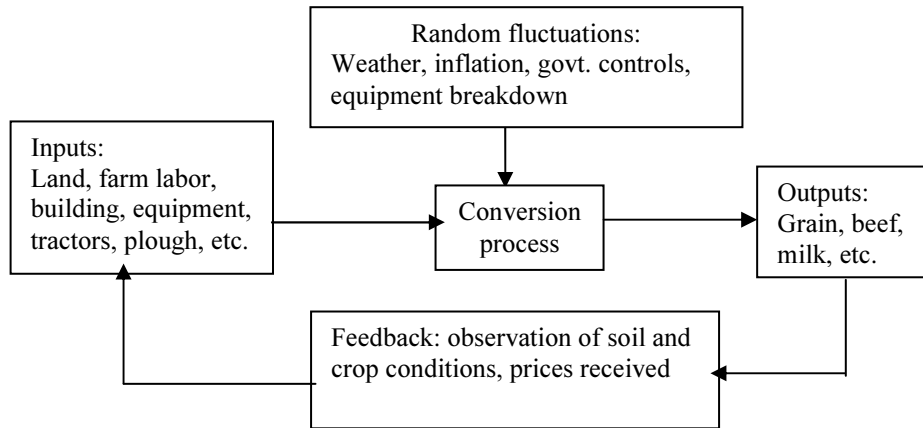 Random fluctuations:
Weather, inflation, govt. controls,
equipment breakdown
Inputs:
Land, farm labor,
building, equipment,
tractors, plough, etc.
Conversion
process
Outputs:
Grain, beef,
milk, etc.
Feedback: observation of soil and
crop conditions, prices received